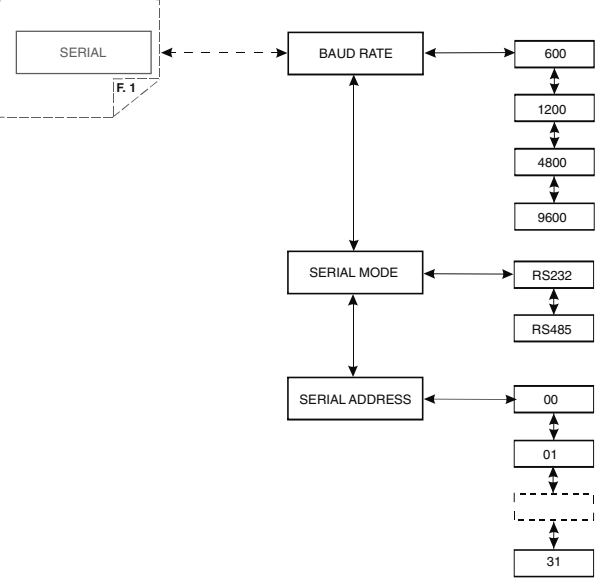 SERIAL
F. 1
BAUD RATE
600
1200
4800
9600
SERIAL MODE
RS232
RS485
SERIAL ADDRESS
00
01
31